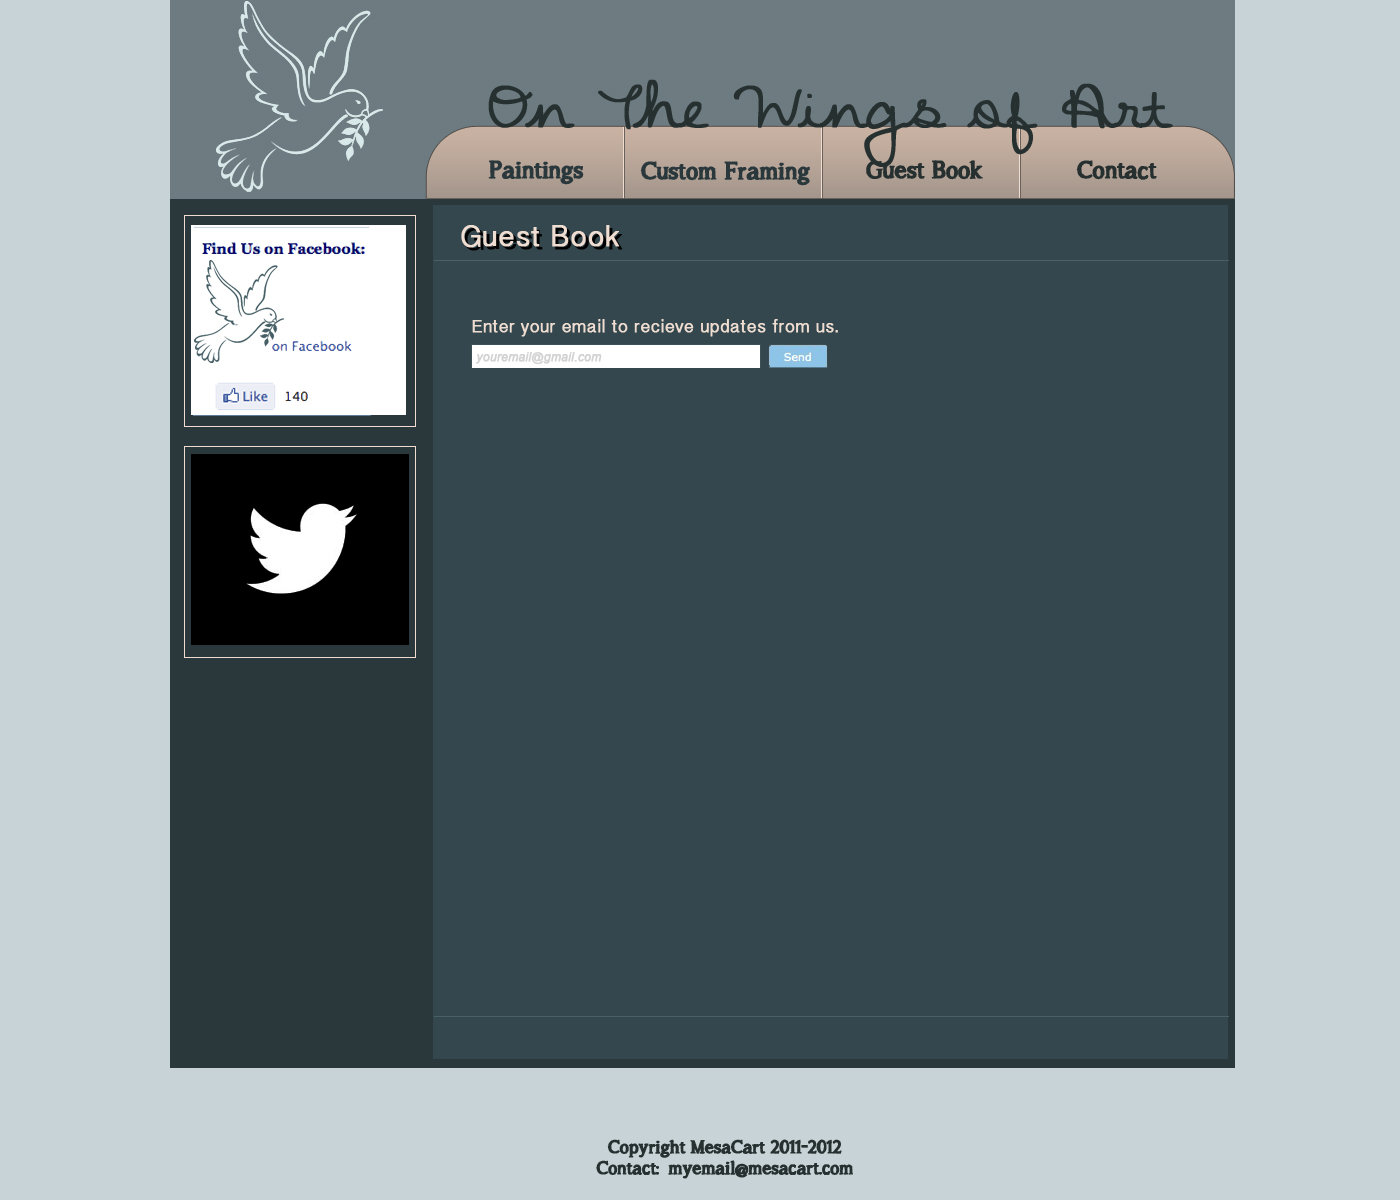 On The Wings of Art
Paintings
Custom Framing
Guest Book
Contact
Find Us on Facebook:
on Facebook
Like 140
Guest Book
Enter your email to recieve updates from us.
youremail@gmail.com
Send
Copyright MesaCart 2011-2012
Contact: myemail@mesacart.com